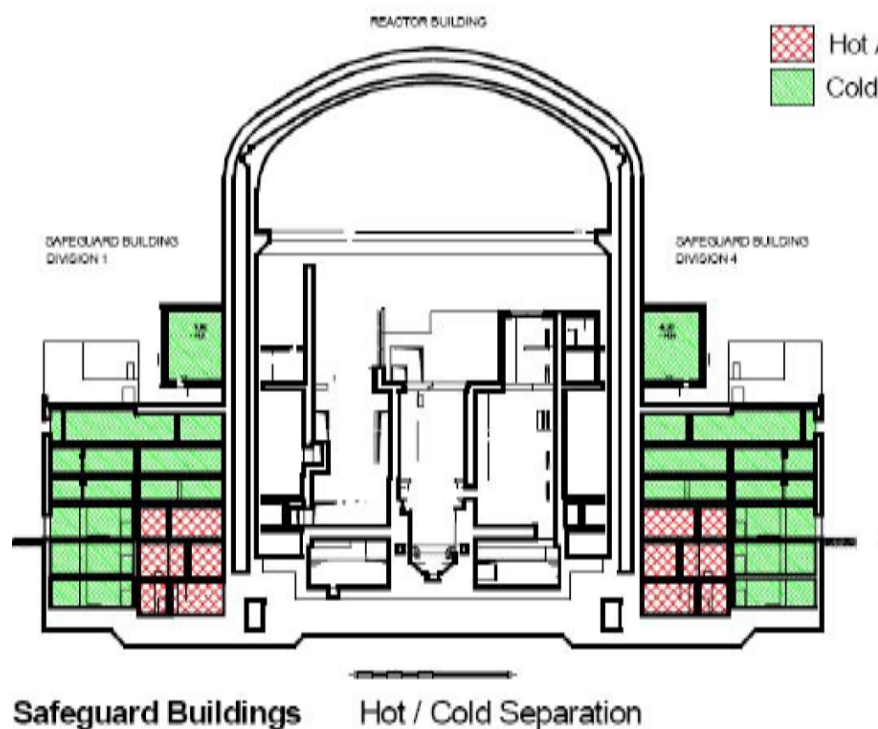 REACTOR BUILDING
Hot /
Cold
SAFEGUARD BUILDING
DIVISION 1
SAFEGUARD BUILDING
DIVISION 4
Safeguard Buildings Hot / Cold Separation